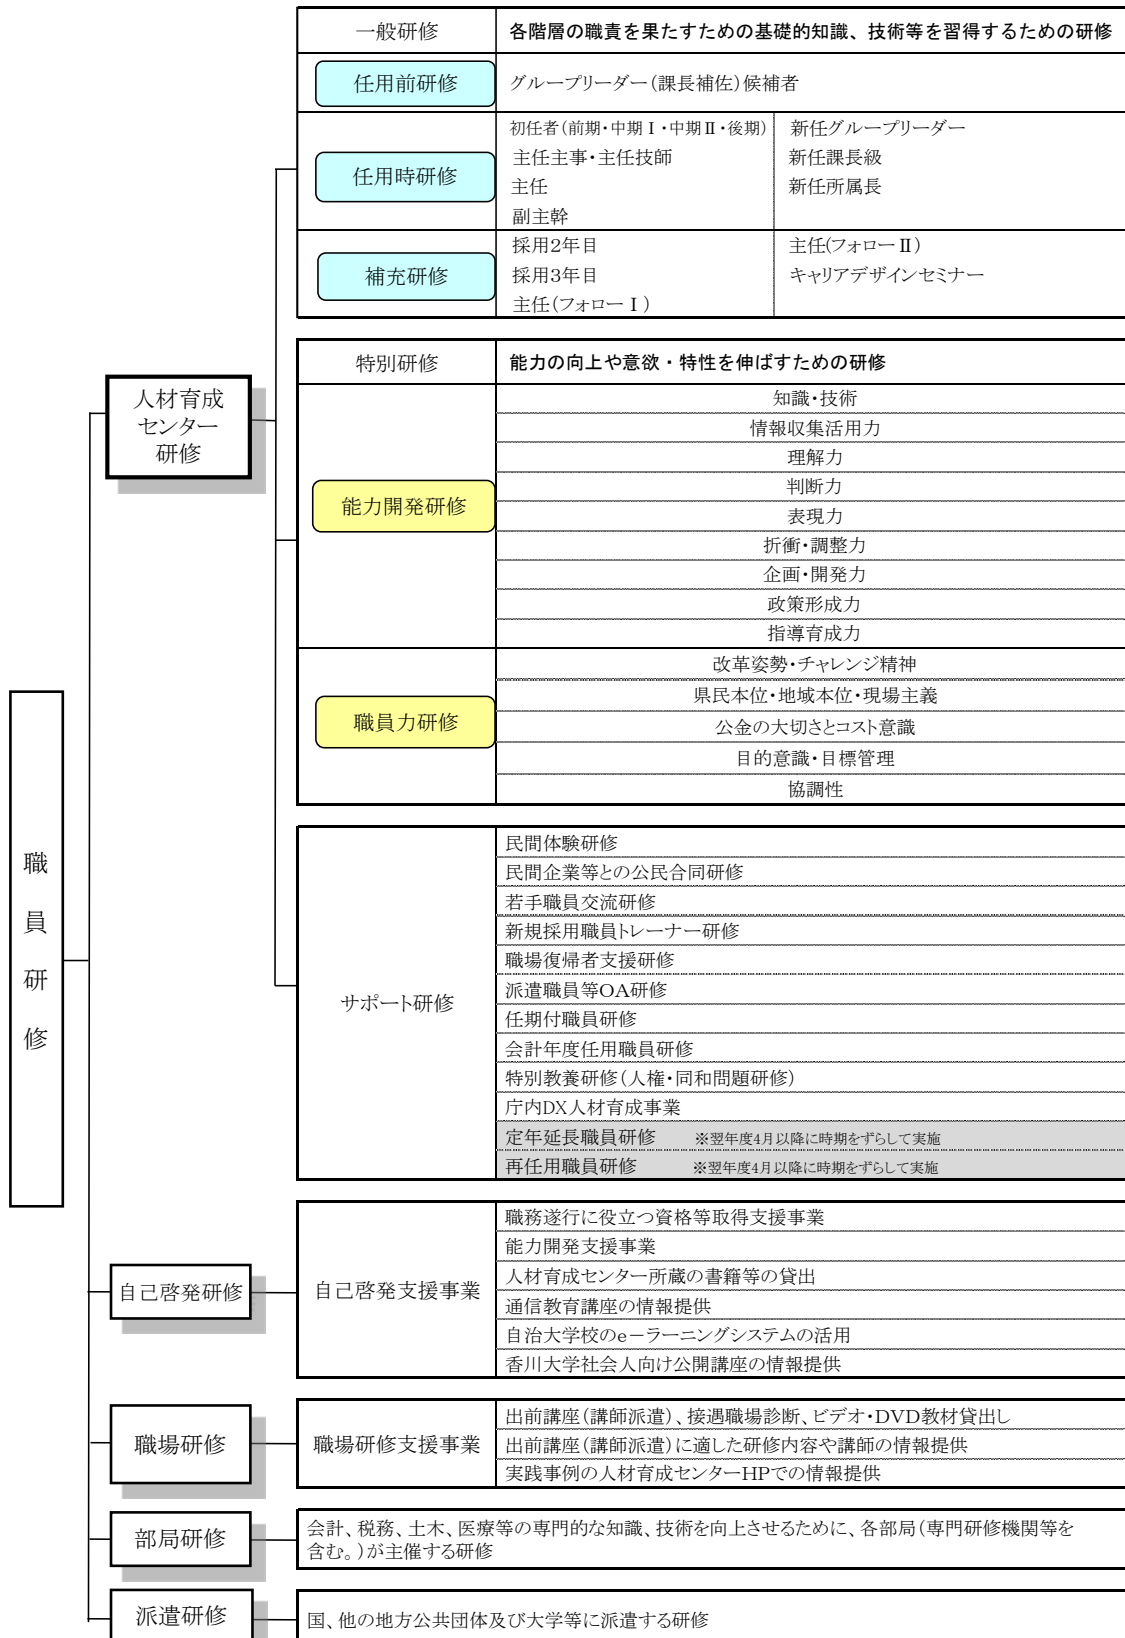 一般研修
各階層の職責を果たすための基礎的知識、技術等を習得するための研修
任用前研修
グループリーダー(課長補佐)候補者
任用時研修
初任者(前期・中期Ⅰ・中期Ⅱ・後期)
主任主事・主任技師
主任
副主幹
新任グループリーダー
新任課長級
新任所属長
補充研修
採用2年目
採用3年目
主任(フォローⅠ)
主任(フォローⅡ)
キャリアデザインセミナー
人材育成
センター
研修
特別研修
能力の向上や意欲・特性を伸ばすための研修
能力開発研修
知識・技術
情報収集活用力
理解力
判断力
表現力
折衝・調整力
企画・開発力
政策形成力
指導育成力
職員力研修
改革姿勢・チャレンジ精神
県民本位・地域本位・現場主義
公金の大切さとコスト意識
目的意識・目標管理
協調性
職員研修
サポート研修
民間体験研修
民間企業等との公民合同研修
若手職員交流研修
新規採用職員トレーナー研修
職場復帰者支援研修
派遣職員等OA研修
任期付職員研修
会計年度任用職員研修
特別教養研修(人権・同和問題研修)
庁内DX人材育成事業
定年延長職員研修 ※翌年度4月以降に時期をずらして実施
再任用職員研修 ※翌年度4月以降に時期をずらして実施
自己啓発研修
自己啓発支援事業
職務遂行に役立つ資格等取得支援事業
能力開発支援事業
人材育成センター所蔵の書籍等の貸出
通信教育講座の情報提供
自治大学校のe-ラーニングシステムの活用
香川大学社会人向け公開講座の情報提供
職場研修
職場研修支援事業
出前講座(講師派遣)、接遇職場診断、ビデオ・DVD教材貸出し
出前講座(講師派遣)に適した研修内容や講師の情報提供
実践事例の人材育成センターHPでの情報提供
部局研修
会計、税務、土木、医療等の専門的な知識、技術を向上させるために、各部局(専門研修機関等を
含む。)が主催する研修
派遣研修
国、他の地方公共団体及び大学等に派遣する研修